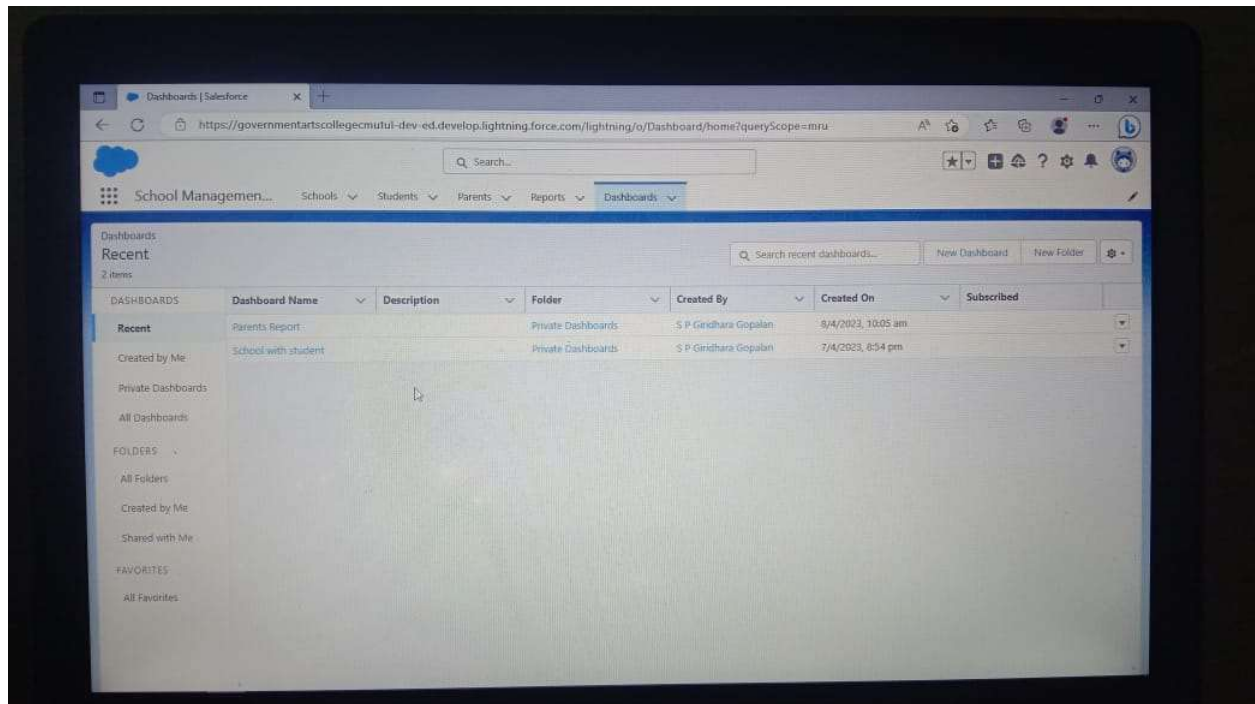 Dashboards | Salesforce
https://governmentartscollegecmutul-dev-ed.develop.lightning.force.com/lightning/o/Dashboard/home?queryScope=mru
Search...
School Managemen... Schools Students Parents Reports Dashboards
Dashboards
Recent
2 items
Search recent dashboards...
New Dashboard
New Folder
DASHBOARDS Dashboard Name Description Folder Created By Created On Subscribed
Recent Parents Report Private Dashboards S P Giridhara Gopalan 8/4/2023, 10:05 am
School with student Private Dashboards S P Giridhara Gopalan 7/4/2023, 8:54 pm
Created by Me
Private Dashboards
All Dashboards
FOLDERS
All Folders
Created by Me
Shared with Me
FAVORITES
All Favorites